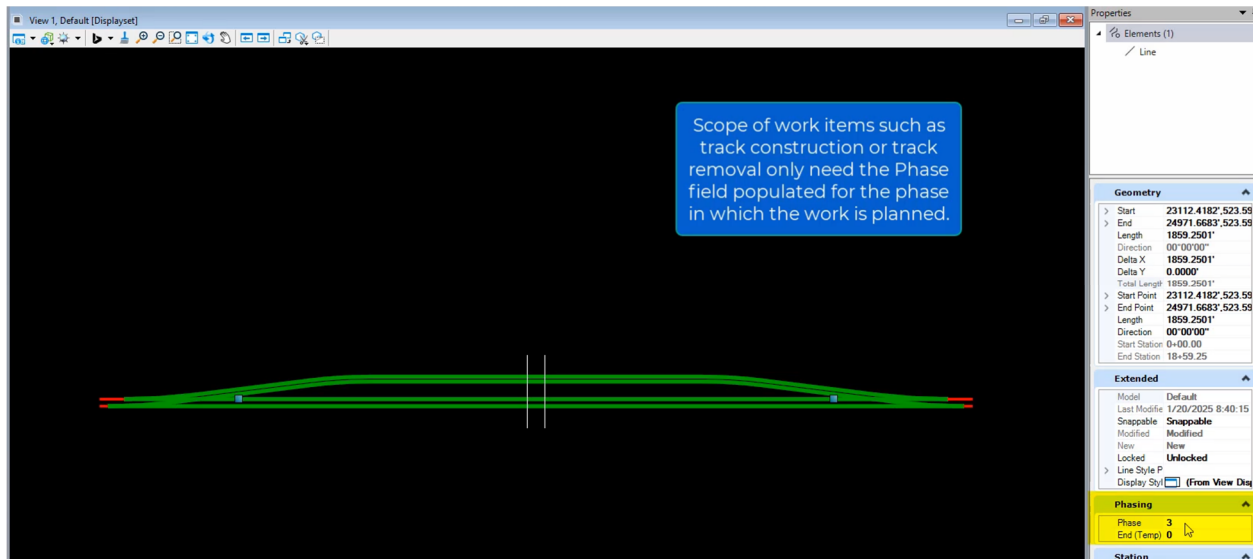 View 1, Default [Displayset]
Properties
Elements (1)
Line
Scope of work items such as
track construction or track
removal only need the Phase
field populated for the phase
in which the work is planned.
Geometry
Start 23112.4182',523.59
End 24971.6683',523.59
Length 1859.2501'
Direction 00°00'00"
Delta X 1859.2501'
Delta Y 0.0000'
Total Length 1859.2501'
Start Point 23112.4182',523.59
End Point 24971.6683',523.59
Length 1859.2501'
Direction 00°00'00"
Start Station 0+00.00
End Station 18+59.25
Extended
Model Default
Last Modifie 1/20/2025 8:40:15
Snappable Snappable
Modified Modified
New New
Locked Unlocked
Line Style P
Display Styl (From View Disp
Phasing
Phase 3
End (Temp) 0
Station